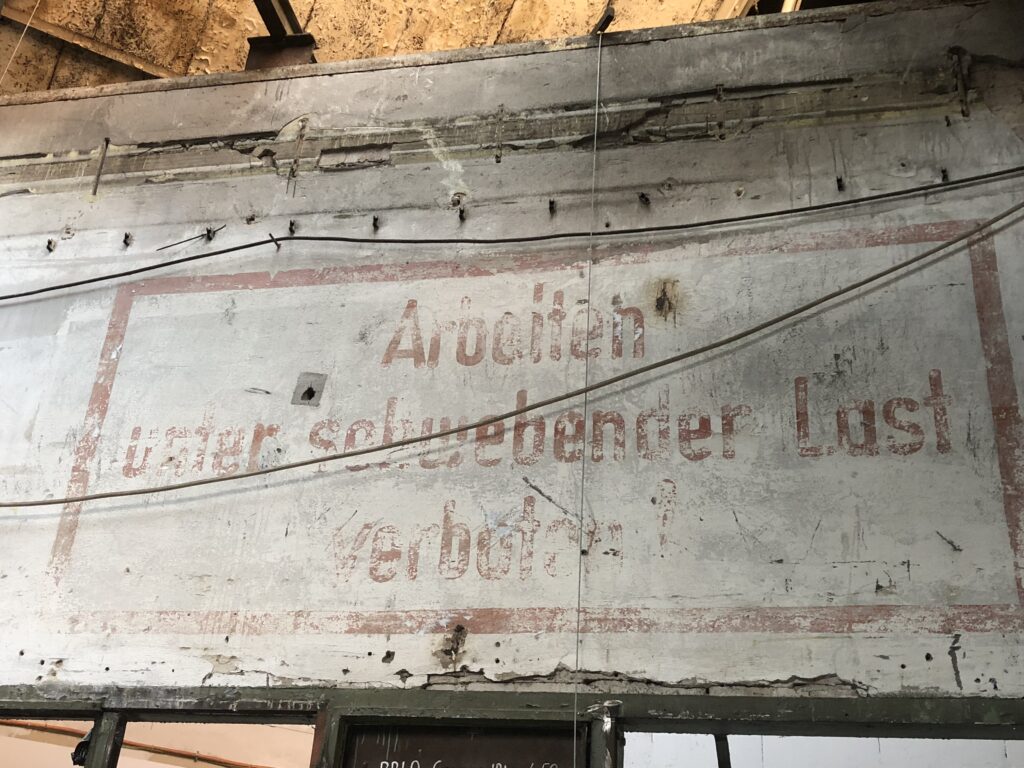 Arbeiten
unter schwebender Last
verboten !